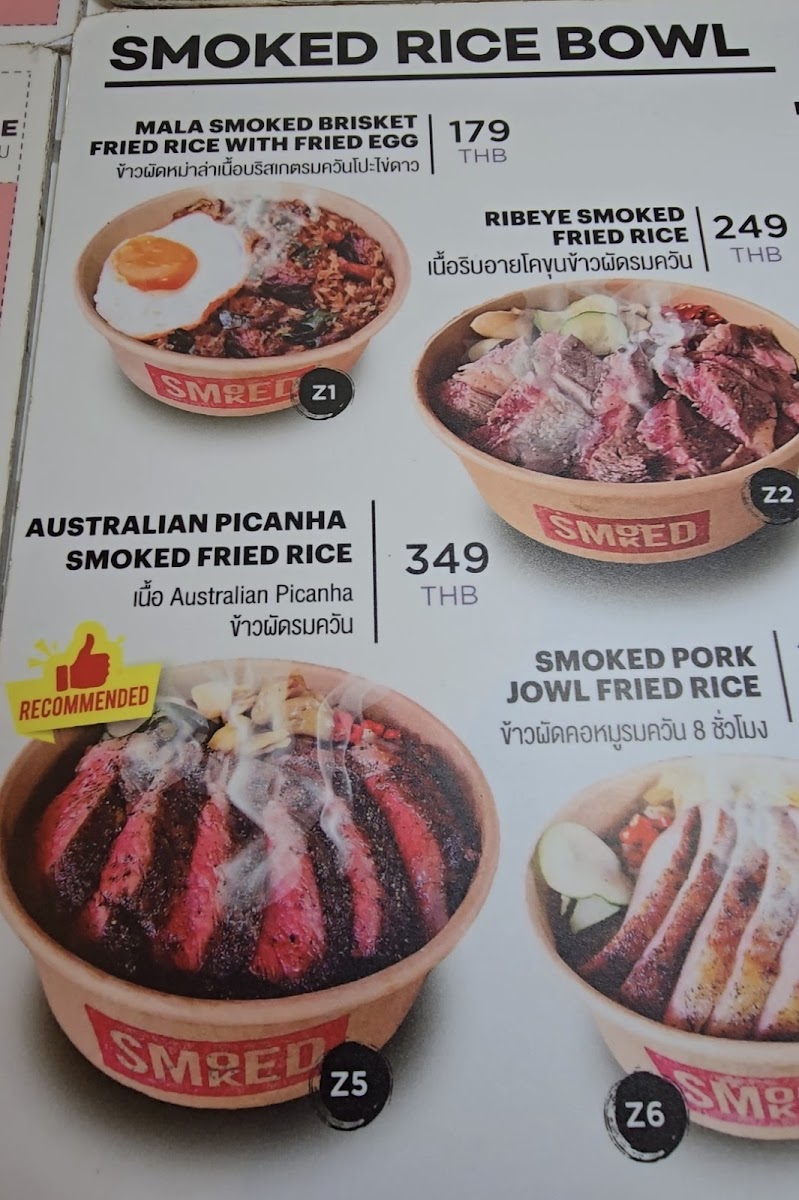 SMOKED RICE BOWL
MALA SMOKED BRISKET
FRIED RICE WITH FRIED EGG
ข้าวผัดหม่าล่าเนื้อบริสเกตรมควันโปะไข่ดาว
179
THB
SMOKED
Z1
RIBEYE SMOKED
FRIED RICE
เนื้อริบอายโคขุนข้าวผัดรมควัน
249
THB
SMOKED
Z2
AUSTRALIAN PICANHA
SMOKED FRIED RICE
เนื้อ Australian Picanha
ข้าวผัดรมควัน
349
THB
RECOMMENDED
SMOKED
Z5
SMOKED PORK
JOWL FRIED RICE
ข้าวผัดคอหมูรมควัน 8 ชั่วโมง
Z6